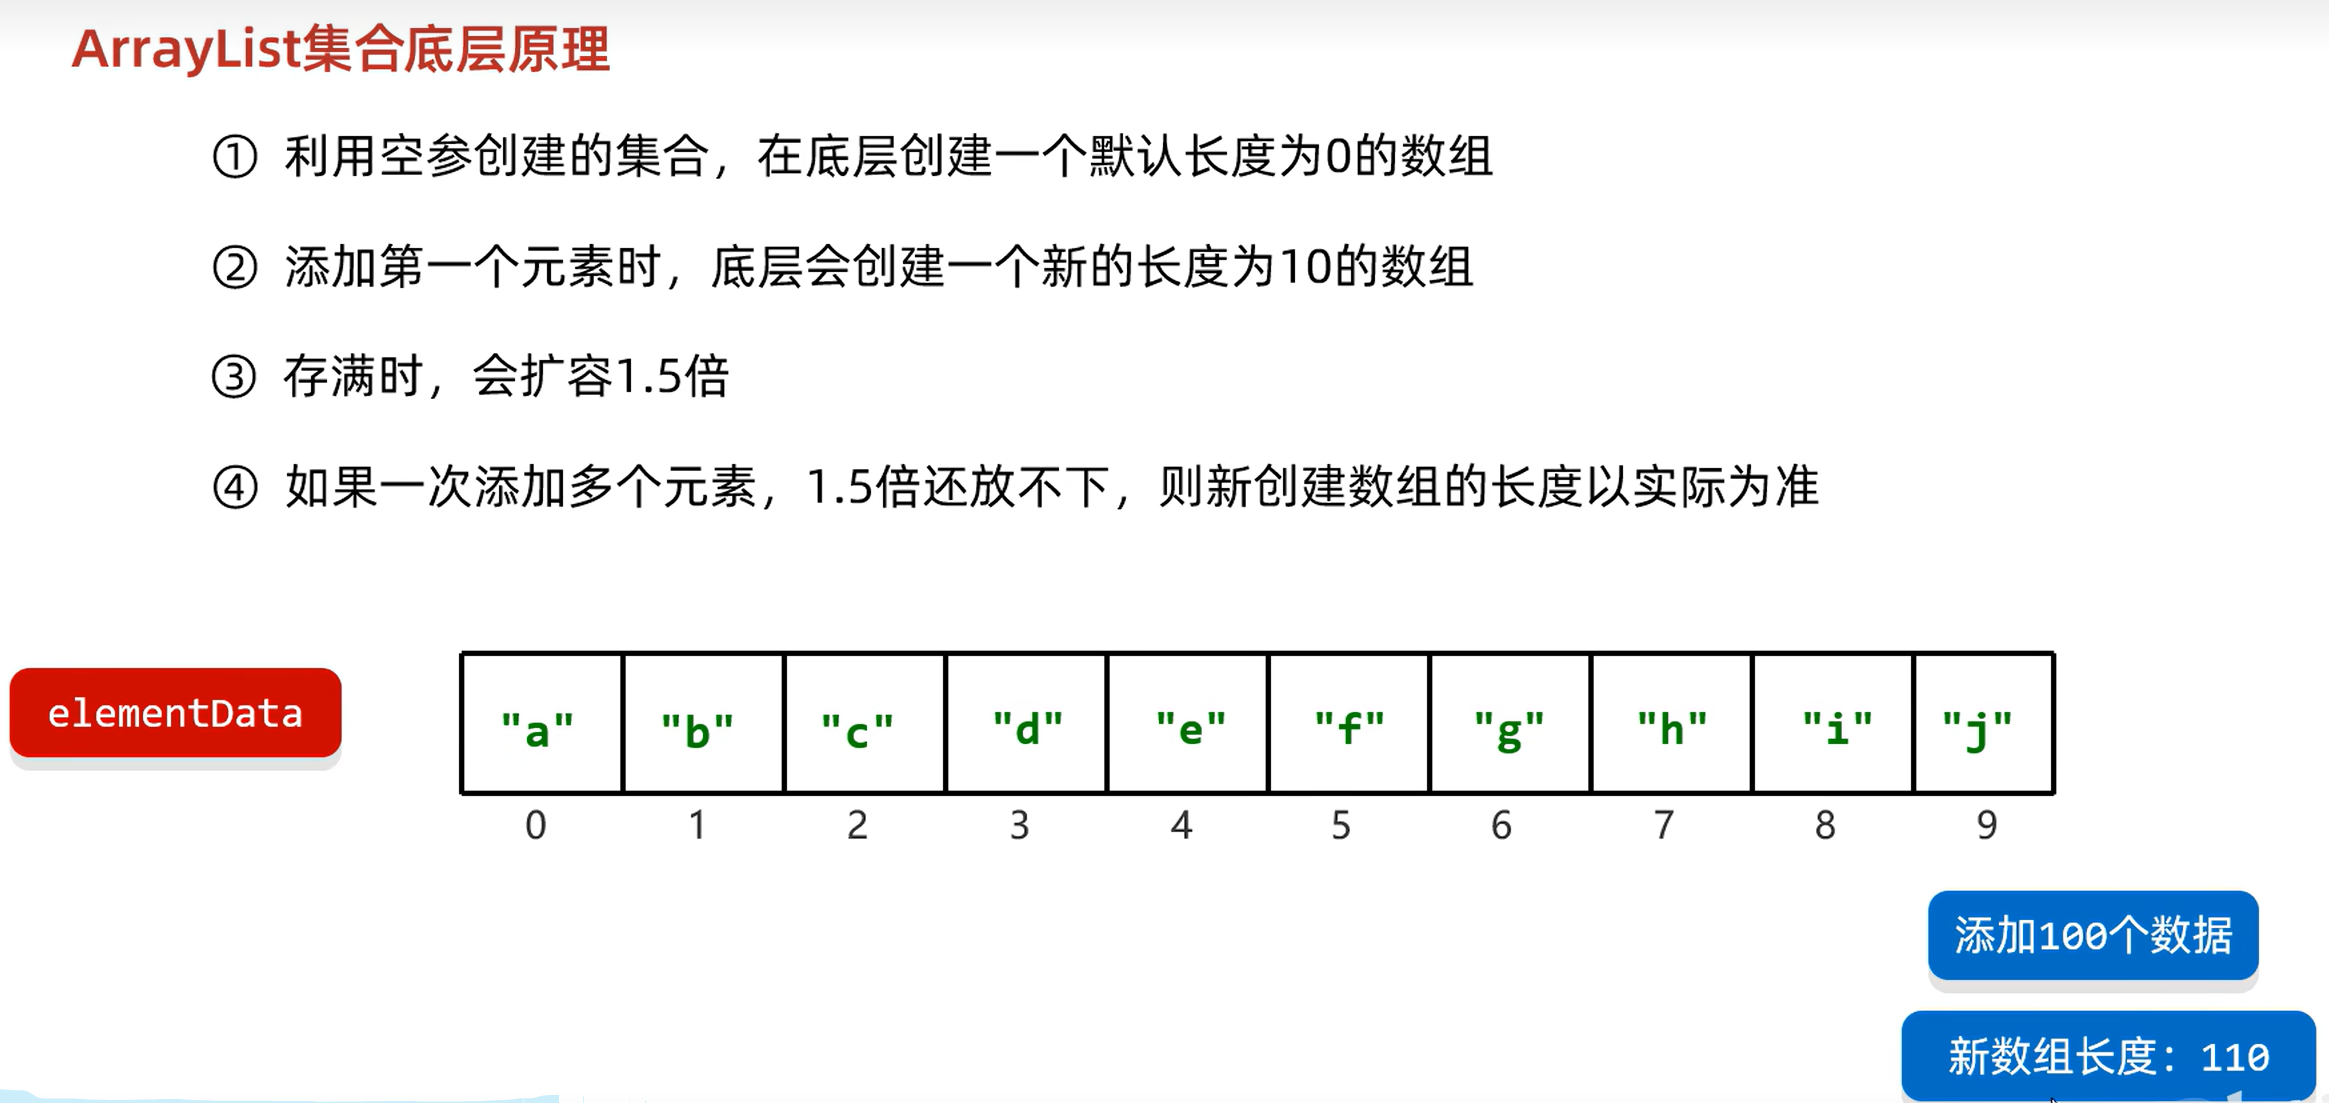 ArrayList集合底层原理
① 利用空参创建的集合，在底层创建一个默认长度为0的数组
② 添加第一个元素时，底层会创建一个新的长度为10的数组
③ 存满时，会扩容1.5倍
④ 如果一次添加多个元素，1.5倍还放不下，则新创建数组的长度以实际为准
elementData
"a" "b" "c" "d" "e" "f" "g" "h" "i" "j"
0 1 2 3 4 5 6 7 8 9
添加100个数据
新数组长度：110